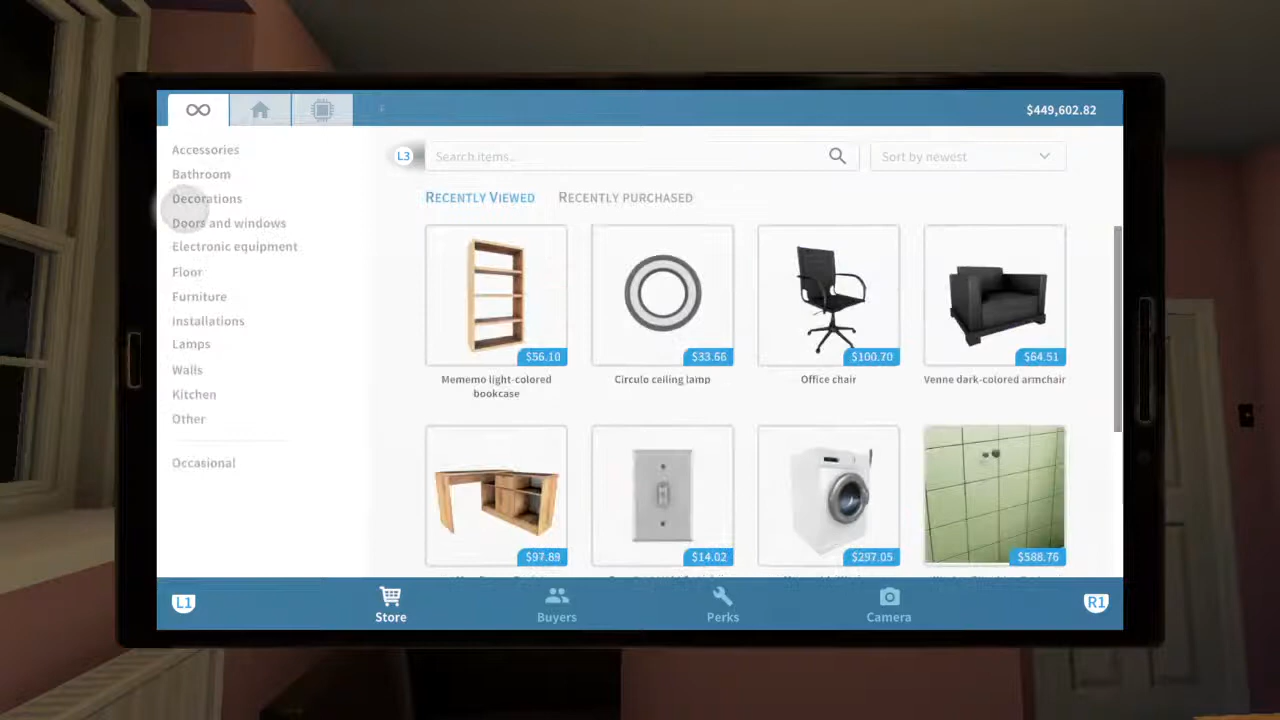 $449,602.82
Accessories
Bathroom
Decorations
Doors and windows
Electronic equipment
Floor
Furniture
Installations
Lamps
Walls
Kitchen
Other
Occasional
L3
Search items...
Sort by newest
RECENTLY VIEWED
RECENTLY PURCHASED
$56.10
$33.66
$100.70
$64.51
Mememo light-colored
bookcase
Circulo ceiling lamp
Office chair
Venne dark-colored armchair
$97.89
$14.02
$297.05
$588.76
L1
Store
Buyers
Perks
Camera
R1